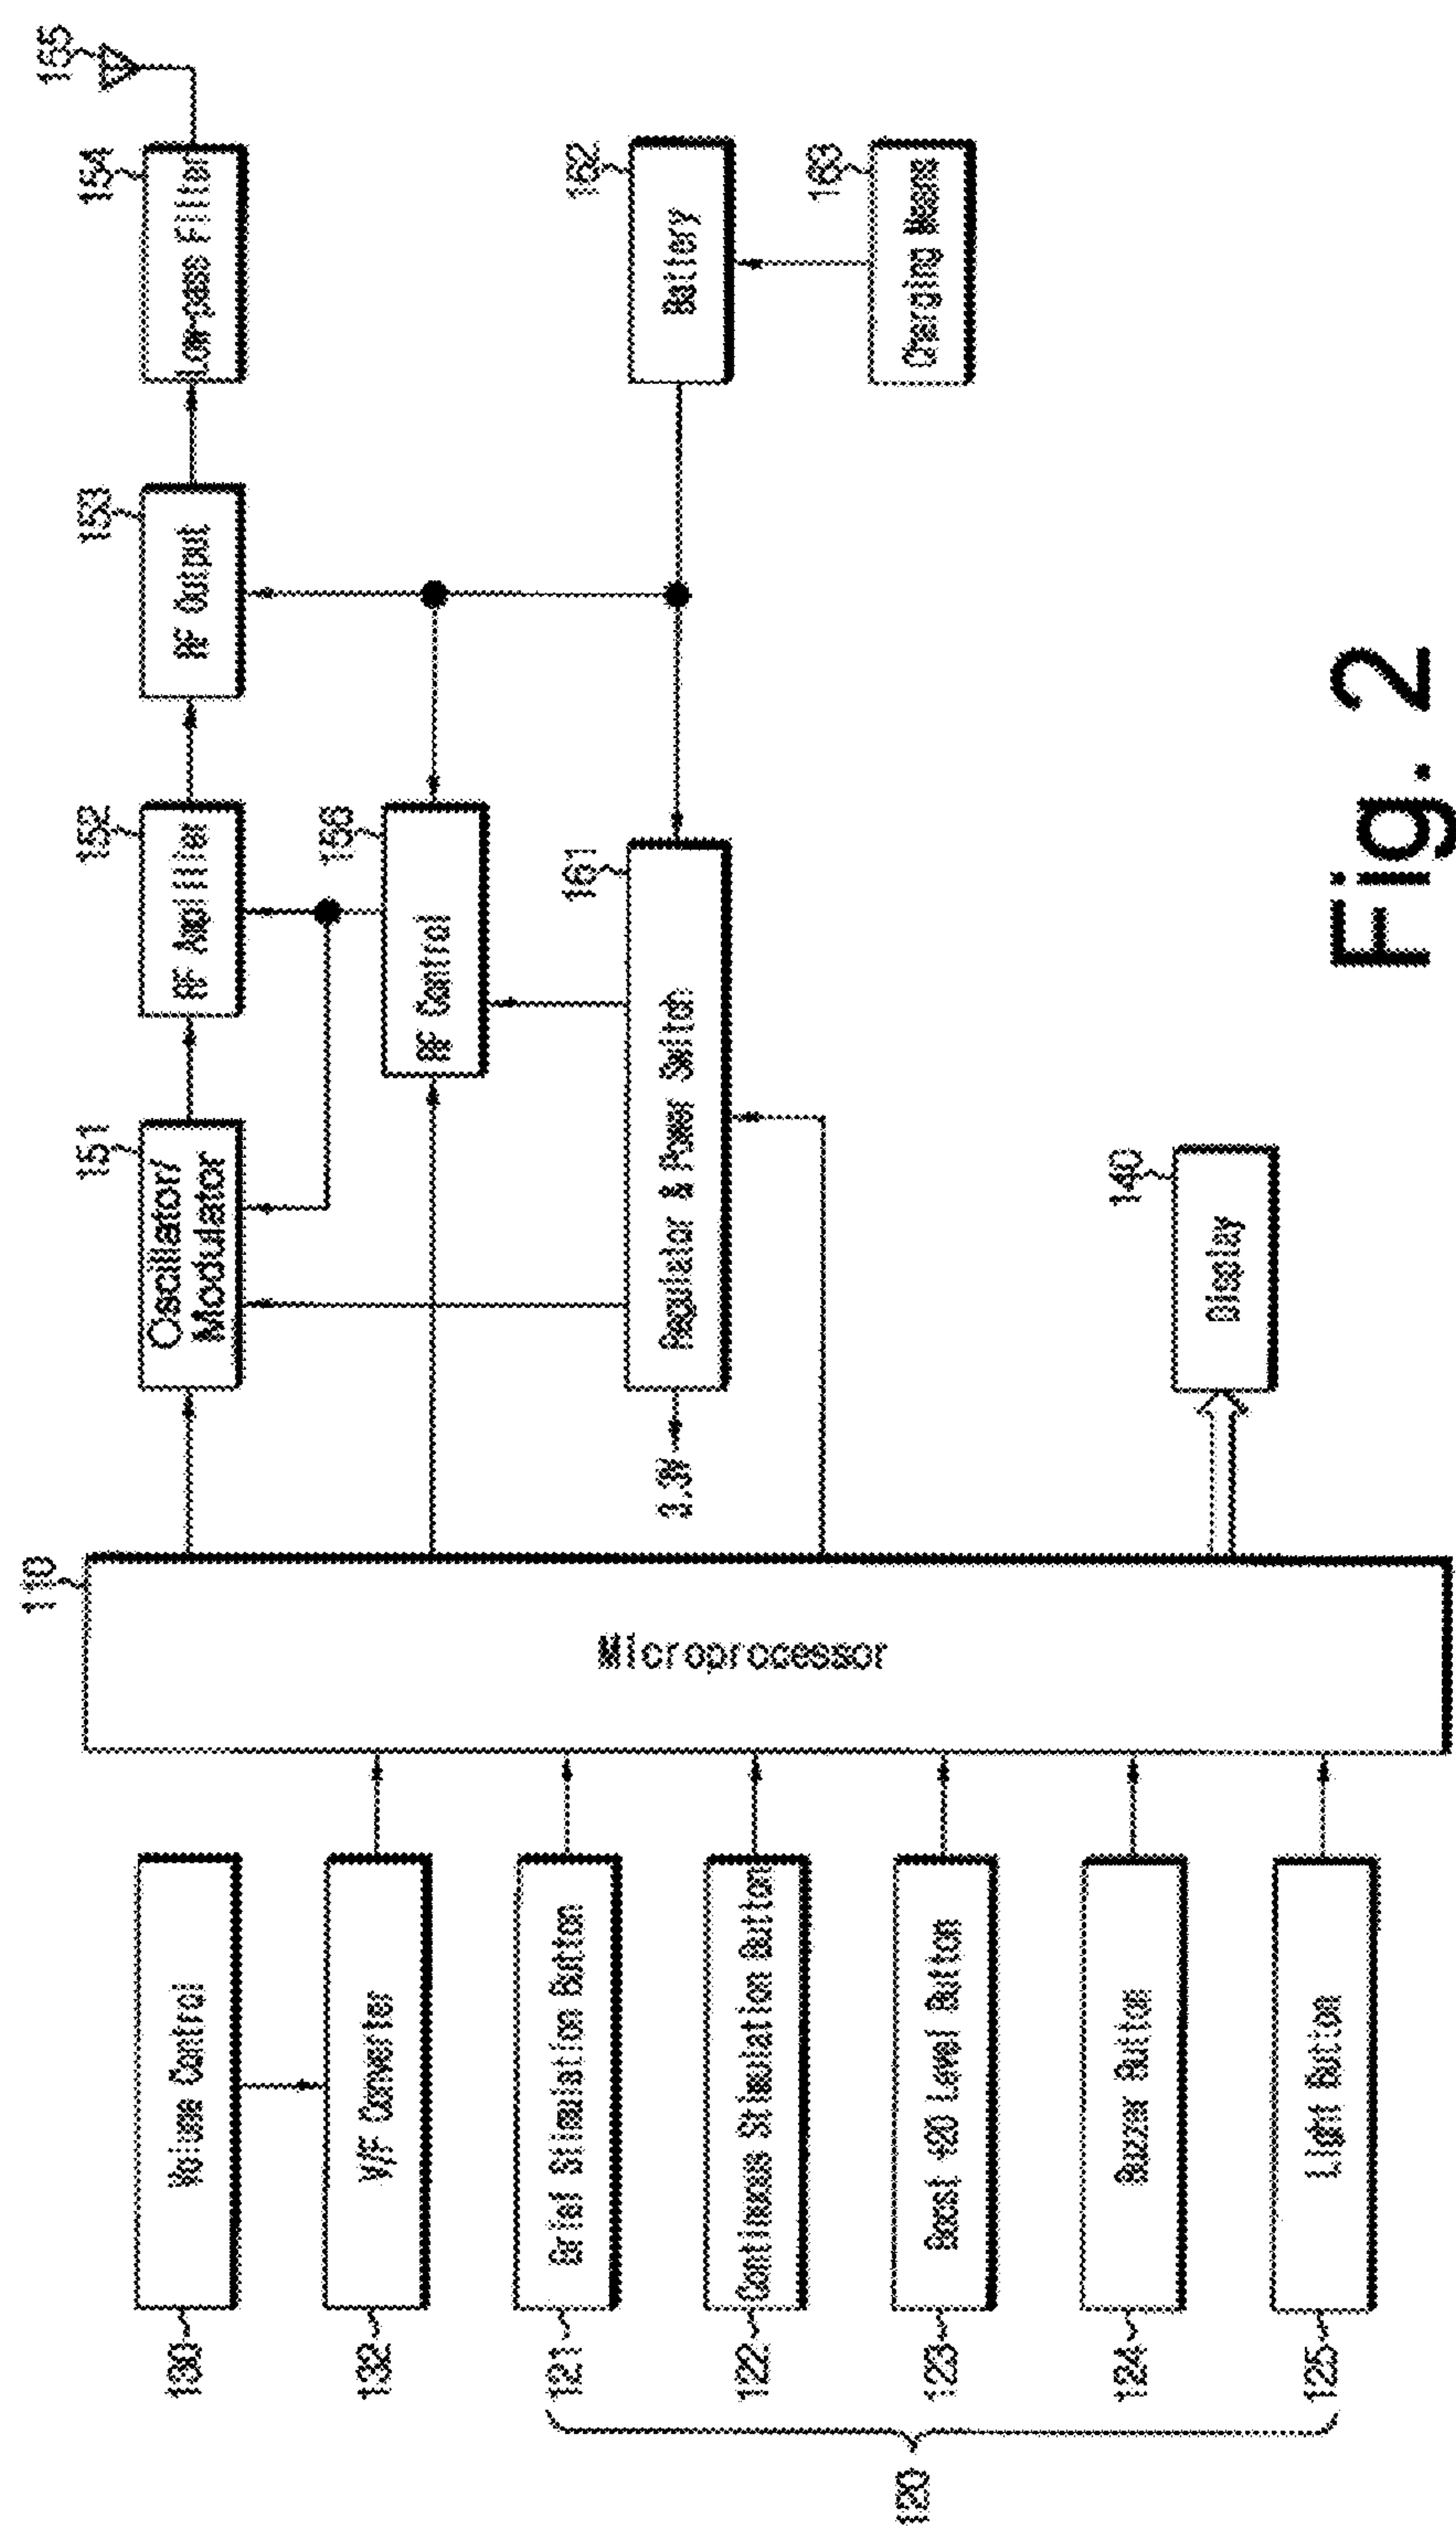 130
Volume Control
132
V/F Converter
120
121
Brief Stimulation Button
122
Continuous Stimulation Button
123
Boost +20 Level Button
124
Buzzer Button
125
Light Button
110
Microprocessor
151
Oscillator/
Modulator
152
153
RF Output
154
Low-pass Filter
155
156
RF Control
161
Regulator & Power Switch
3.3V
162
Battery
163
Charging Means
140
Display
Fig. 2